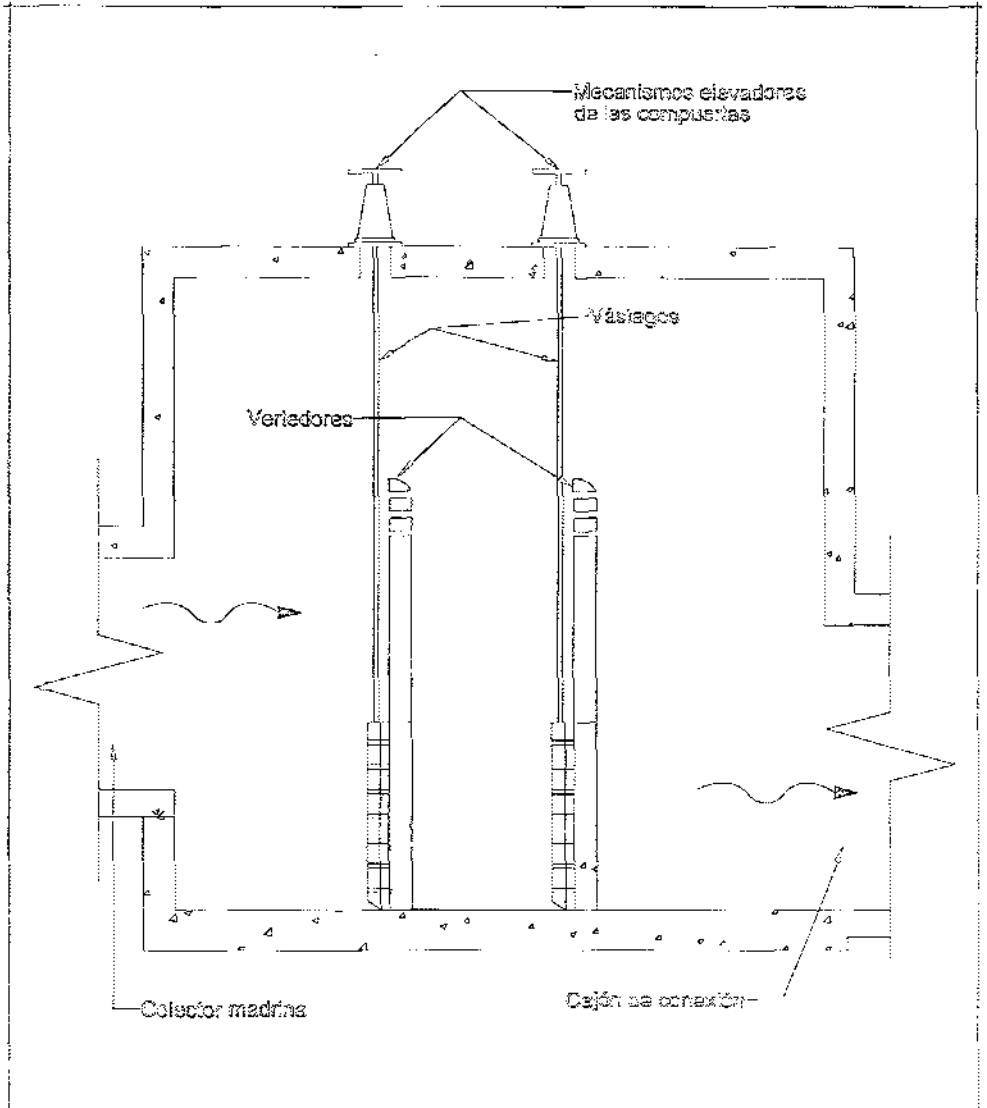 Mecanismos elevadores
de las compuertas
Vástagos
Vertedores
Colector madrina
Cajón de conexión